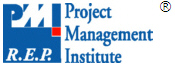 PMI Project ®
Management
R.E.P. Institute